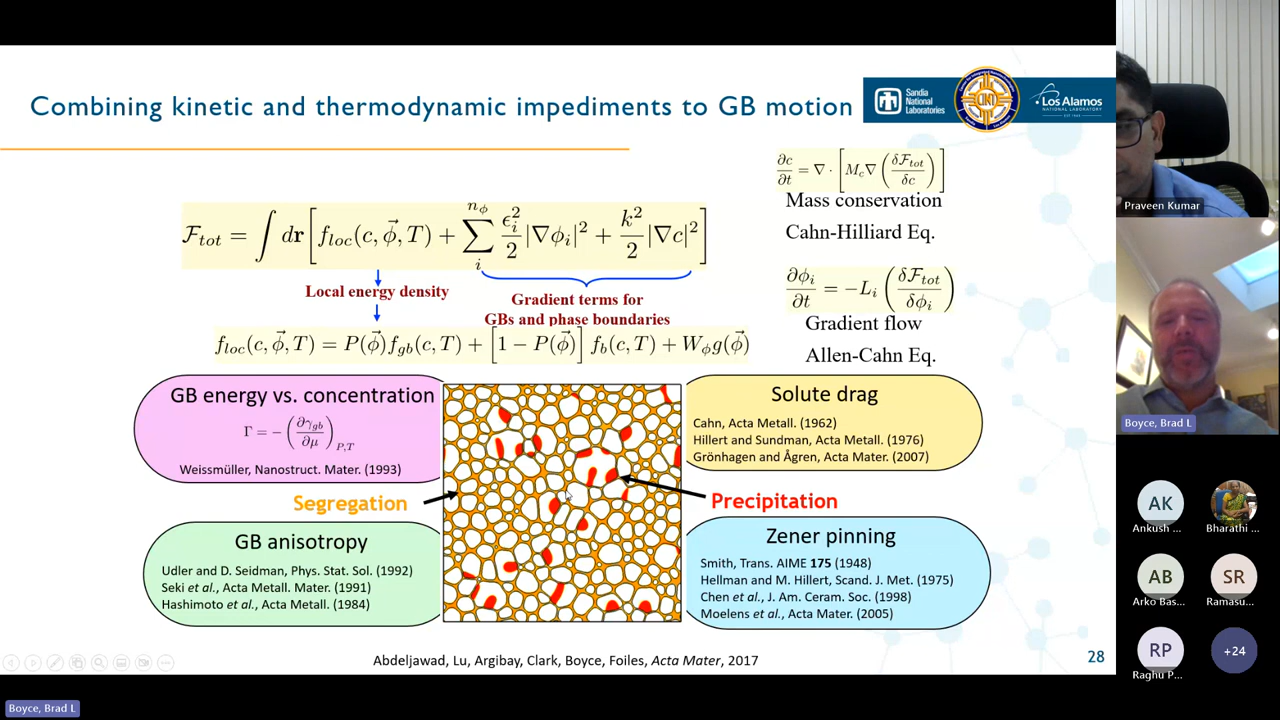 Combining kinetic and thermodynamic impediments to GB motion
Sandia National Laboratories
Los Alamos
NATIONAL LABORATORY
EST. 1943
∂c/∂t = ∇ · [M_c ∇ (δF_tot/δc)]
Mass conservation
Cahn-Hilliard Eq.
F_tot = ∫ dr [f_loc(c, φ⃗, T) + Σ_i^{n_φ} ε_i²/2 |∇φ_i|² + k²/2 |∇c|²]
∂φ_i/∂t = −L_i (δF_tot/δφ_i)
Local energy density
Gradient terms for
GBs and phase boundaries
Gradient flow
Allen-Cahn Eq.
f_loc(c, φ⃗, T) = P(φ⃗)f_gb(c, T) + [1 − P(φ⃗)] f_b(c, T) + W_φ g(φ⃗)
GB energy vs. concentration
Γ = −(∂γ_gb/∂μ)_{P,T}
Weissmüller, Nanostruct. Mater. (1993)
Solute drag
Cahn, Acta Metall. (1962)
Hillert and Sundman, Acta Metall. (1976)
Grönhagen and Ågren, Acta Mater. (2007)
Segregation
Precipitation
GB anisotropy
Udler and D. Seidman, Phys. Stat. Sol. (1992)
Seki et al., Acta Metall. Mater. (1991)
Hashimoto et al., Acta Metall. (1984)
Zener pinning
Smith, Trans. AIME 175 (1948)
Hellman and M. Hillert, Scand. J. Met. (1975)
Chen et al., J. Am. Ceram. Soc. (1998)
Moelens et al., Acta Mater. (2005)
Abdeljawad, Lu, Argibay, Clark, Boyce, Foiles, Acta Mater, 2017
28
Boyce, Brad L
Praveen Kumar
Boyce, Brad L
AK
Ankush ...
Bharathi ...
AB
Arko Bas...
SR
Ramasu...
RP
Raghu P...
+24